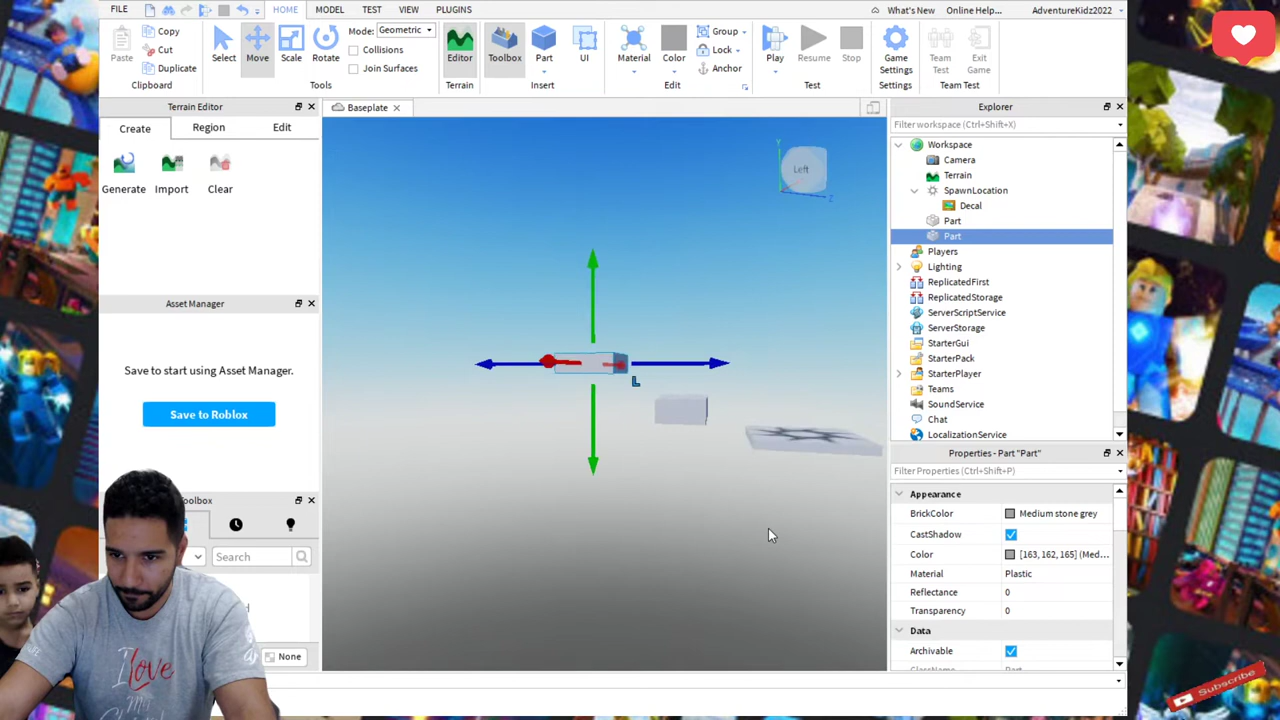 FILE HOME MODEL TEST VIEW PLUGINS What's New Online Help... AdventureKidz2022
Paste Copy Cut Duplicate Clipboard
Select Move Scale Rotate Mode: Geometric Collisions Join Surfaces Tools
Editor Terrain
Toolbox Part UI Insert
Material Color Group Lock Anchor Edit
Play Resume Stop Test
Game Settings Settings
Team Test Exit Game Team Test
Terrain Editor
Create Region Edit
Generate Import Clear
Asset Manager
Save to start using Asset Manager.
Save to Roblox
Toolbox
Search
None
Baseplate
Left
Y
Z
L
Explorer
Filter workspace (Ctrl+Shift+X)
Workspace
Camera
Terrain
SpawnLocation
Decal
Part
Part
Players
Lighting
ReplicatedFirst
ReplicatedStorage
ServerScriptService
ServerStorage
StarterGui
StarterPack
StarterPlayer
Teams
SoundService
Chat
LocalizationService
Properties - Part "Part"
Filter Properties (Ctrl+Shift+P)
Appearance
BrickColor Medium stone grey
CastShadow
Color [163, 162, 165] (Med...
Material Plastic
Reflectance 0
Transparency 0
Data
Archivable
ClassName Part
I love
My
Subscribe